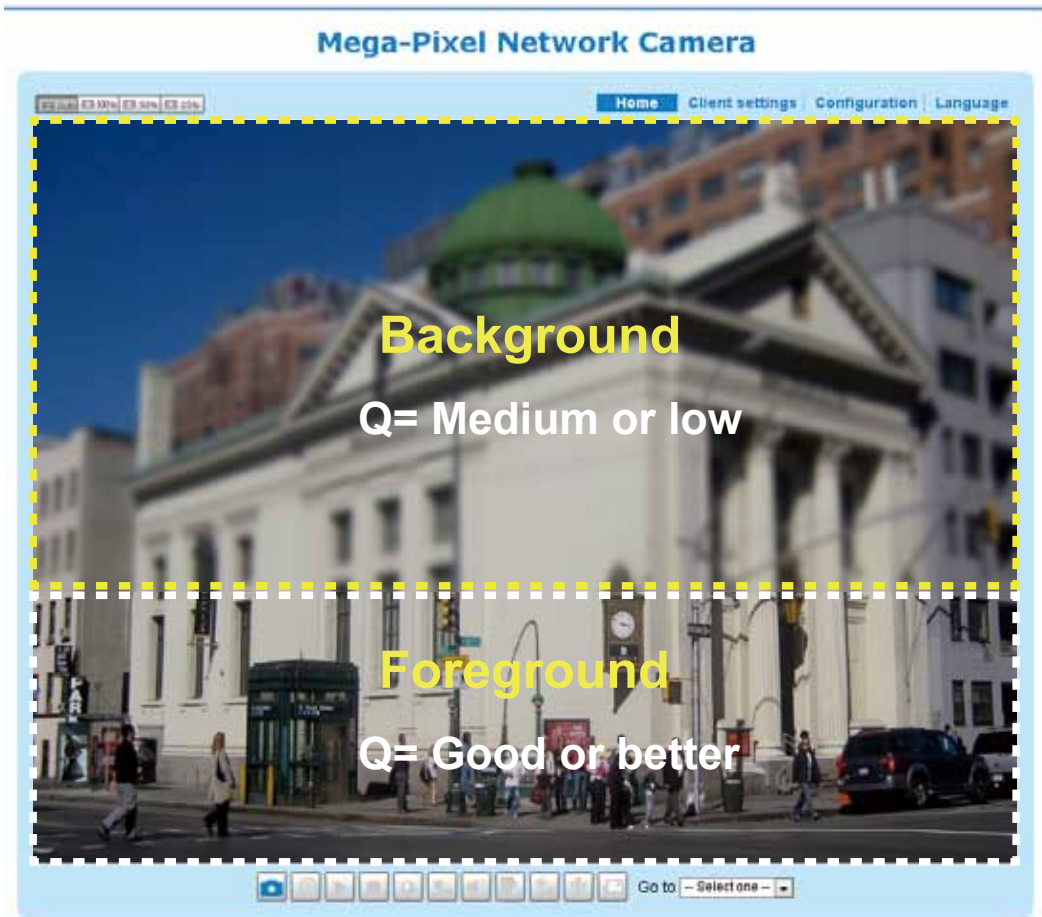 Mega-Pixel Network Camera
Home Client settings Configuration Language
Background
Q= Medium or low
Foreground
PAR
Q= Good or better
Go to -- Select one --